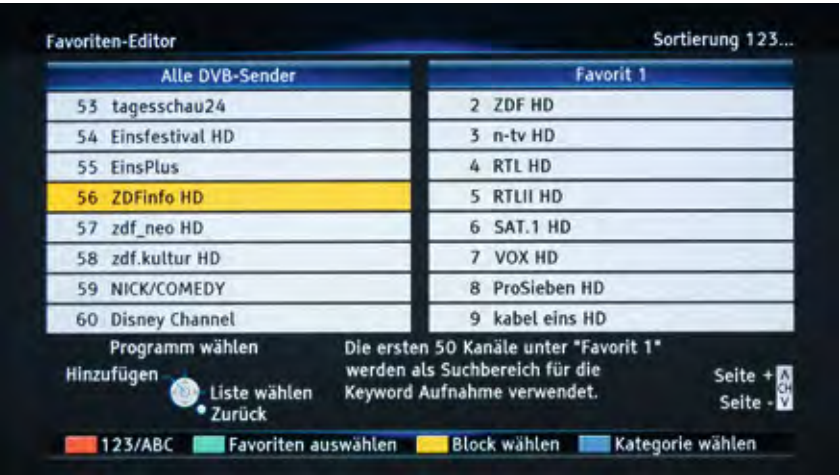 Favoriten-Editor
Sortierung 123...
Alle DVB-Sender
53 tagesschau24
54 Einsfestival HD
55 EinsPlus
56 ZDFinfo HD
57 zdf_neo HD
58 zdf.kultur HD
59 NICK/COMEDY
60 Disney Channel
Favorit 1
2 ZDF HD
3 n-tv HD
4 RTL HD
5 RTLII HD
6 SAT.1 HD
7 VOX HD
8 ProSieben HD
9 kabel eins HD
Programm wählen
Hinzufügen
Liste wählen
Zurück
Die ersten 50 Kanäle unter "Favorit 1"
werden als Suchbereich für die
Keyword Aufnahme verwendet.
Seite +
CH
Seite -
123/ABC
Favoriten auswählen
Block wählen
Kategorie wählen